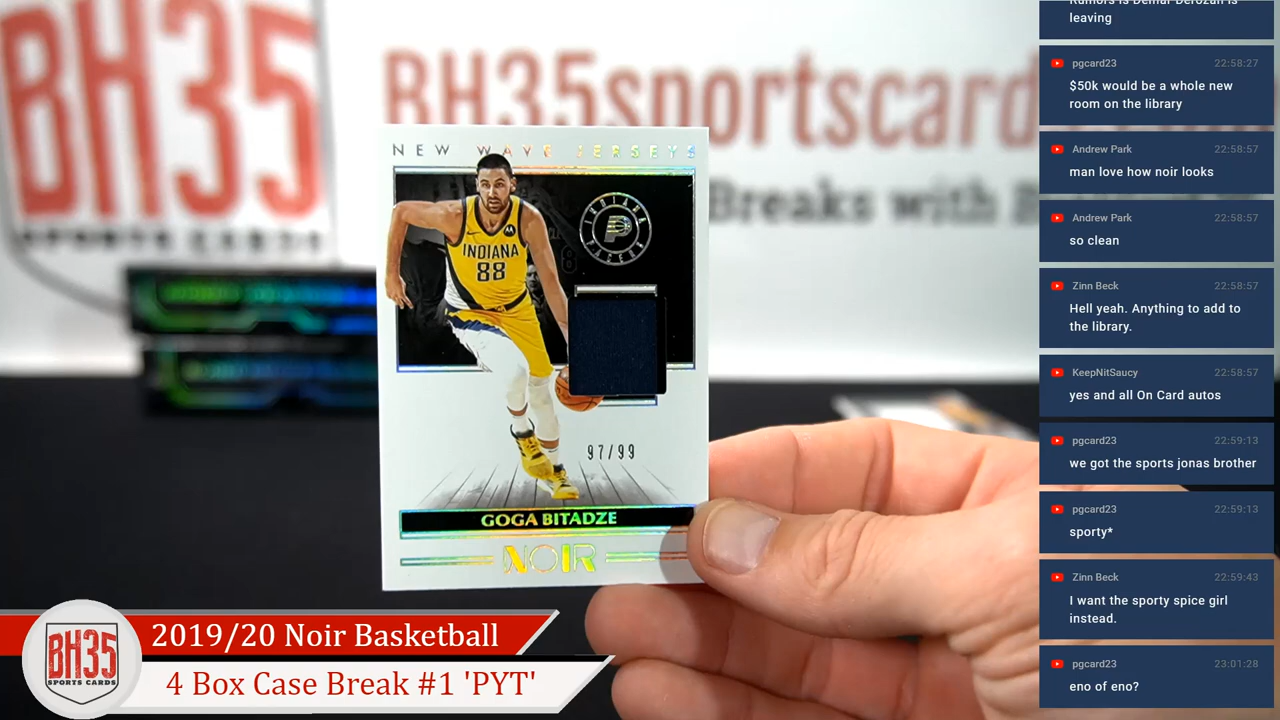 BH35
SPORTSCARDS
BH35sportscard
Breaks with
NEW WAVE JERSEYS
INDIANA
PACERS
INDIANA
88
97/99
GOGA BITADZE
NOIR
2019/20 Noir Basketball
4 Box Case Break #1 'PYT'
BH35
SPORTS CARDS
leaving
pgcard23 22:58:27
$50k would be a whole new
room on the library
Andrew Park 22:58:57
man love how noir looks
Andrew Park 22:58:57
so clean
Zinn Beck 22:58:57
Hell yeah. Anything to add to
the library.
KeepNitSaucy 22:58:57
yes and all On Card autos
pgcard23 22:59:13
we got the sports jonas brother
pgcard23 22:59:13
sporty*
Zinn Beck 22:59:43
I want the sporty spice girl
instead.
pgcard23 23:01:28
eno of eno?